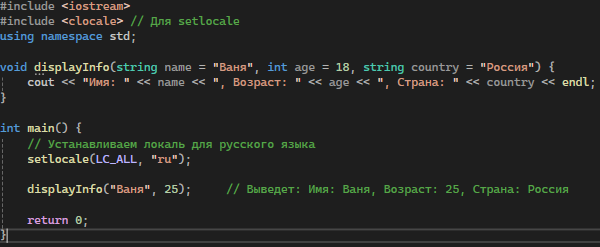 #include <iostream>
#include <clocale> // Для setlocale
using namespace std;
void displayInfo(string name = "Ваня", int age = 18, string country = "Россия") {
cout << "Имя: " << name << ", Возраст: " << age << ", Страна: " << country << endl;
}
int main() {
// Устанавливаем локаль для русского языка
setlocale(LC_ALL, "ru");
displayInfo("Ваня", 25);     // Выведет: Имя: Ваня, Возраст: 25, Страна: Россия
return 0;
}